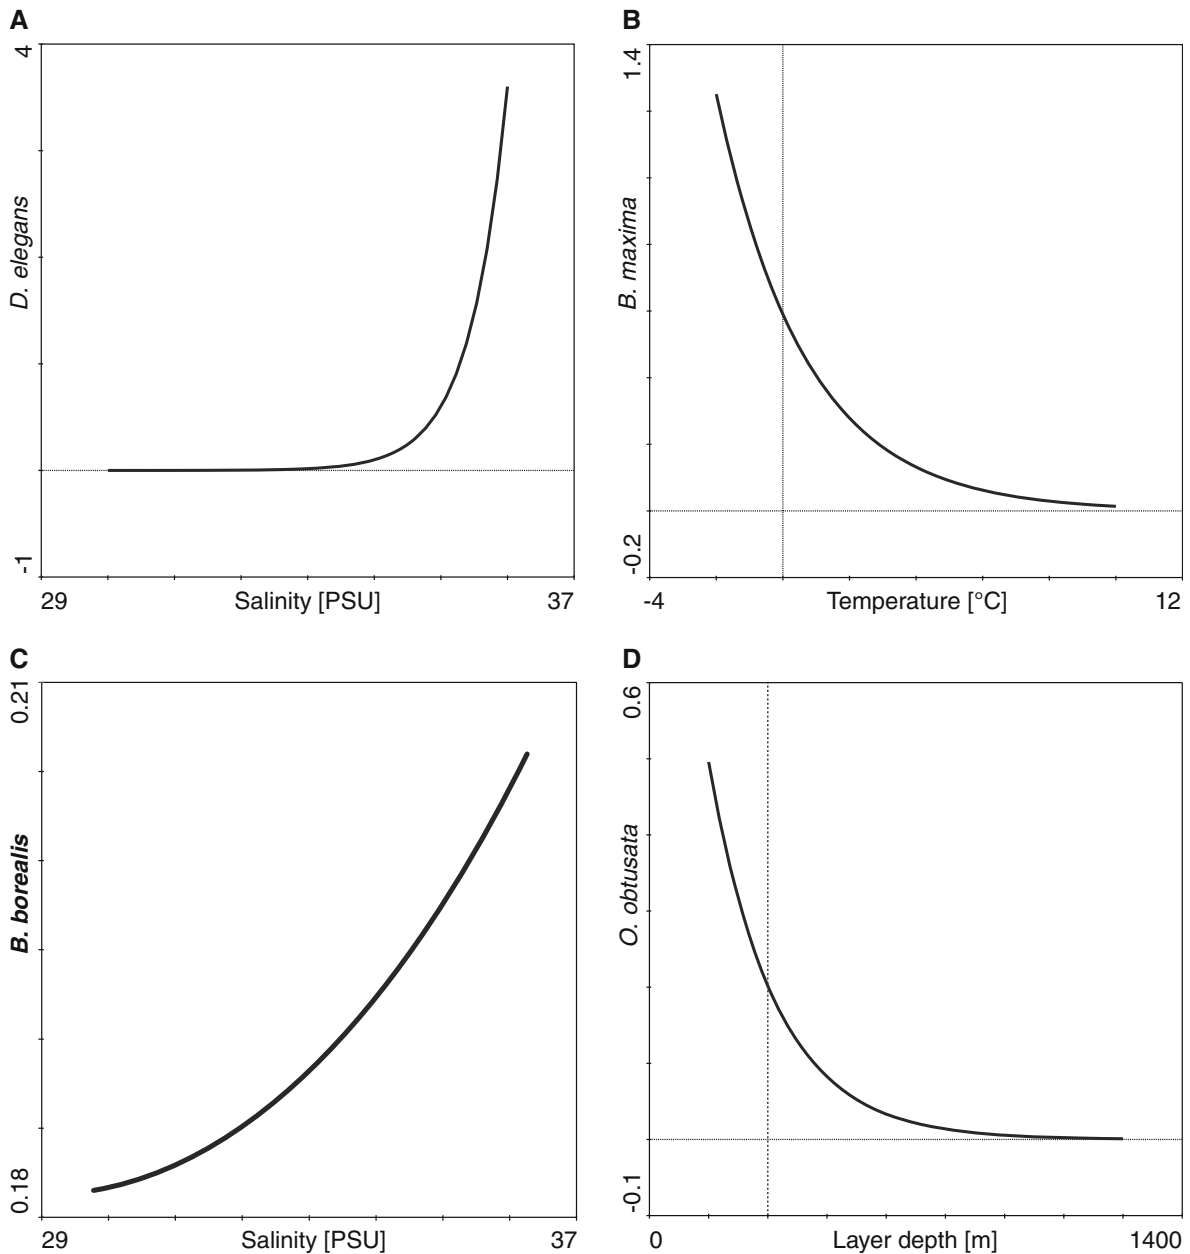 A
4
D. elegans
-1
29
Salinity [PSU]
37
B
1.4
B. maxima
-0.2
-4
Temperature [°C]
12
C
0.21
B. borealis
0.18
29
Salinity [PSU]
37
D
0.6
O. obtusata
-0.1
0
Layer depth [m]
1400